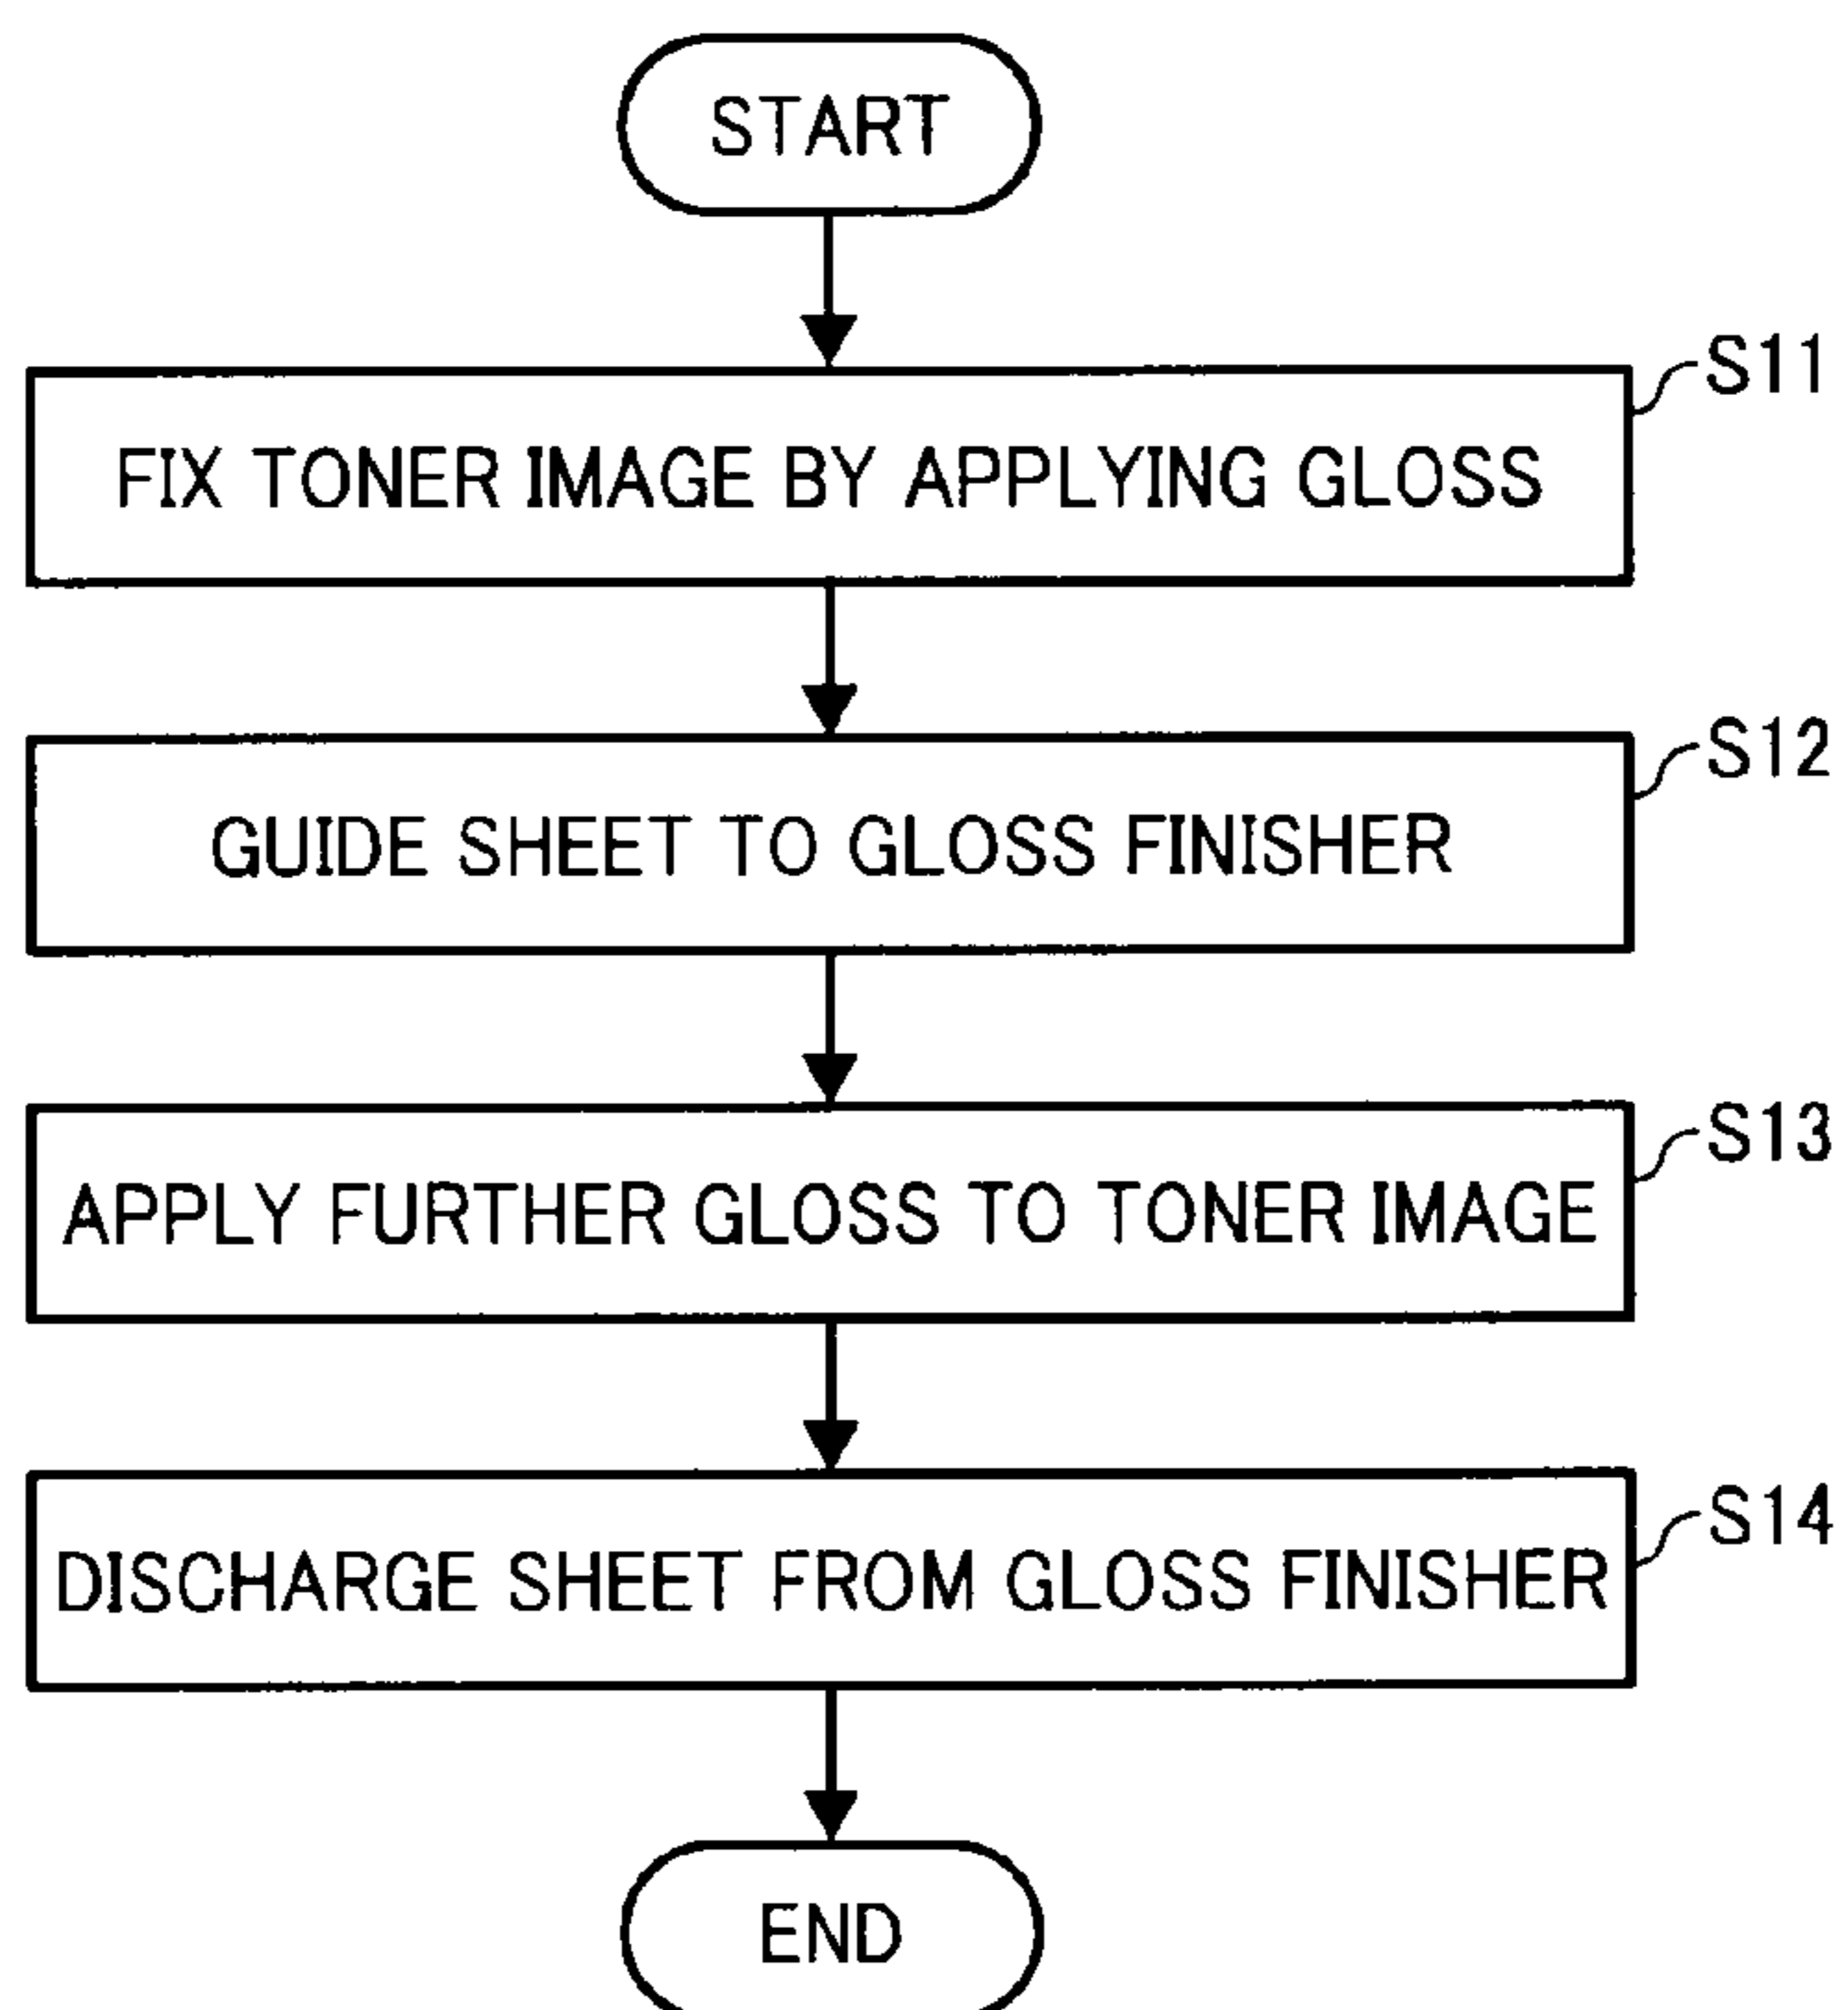 START
S11
FIX TONER IMAGE BY APPLYING GLOSS
S12
GUIDE SHEET TO GLOSS FINISHER
S13
APPLY FURTHER GLOSS TO TONER IMAGE
S14
DISCHARGE SHEET FROM GLOSS FINISHER
END